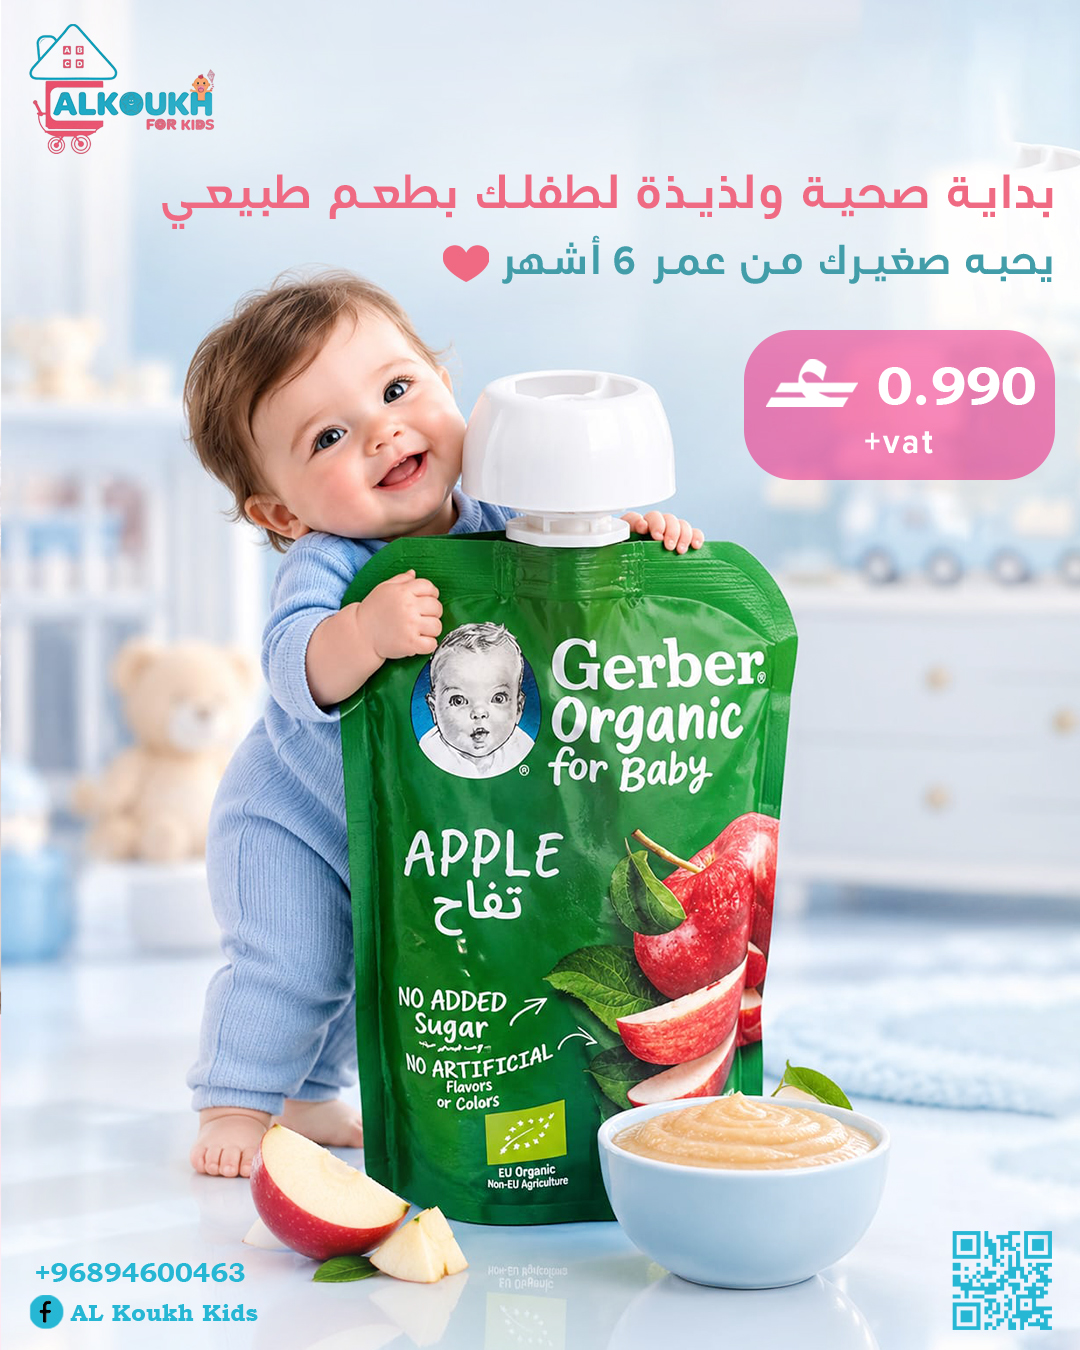 A B
C D
ALKOUKH
FOR KIDS
بداية صحية ولذيذة لطفلك بطعم طبيعي
يحبه صغيرك من عمر 6 أشهر
0.990
+vat
Gerber®
Organic
for Baby
®
APPLE
تفاح
NO ADDED
Sugar
NO ARTIFICIAL
Flavors
or Colors
EU Organic
Non-EU Agriculture
+96894600463
f AL Koukh Kids